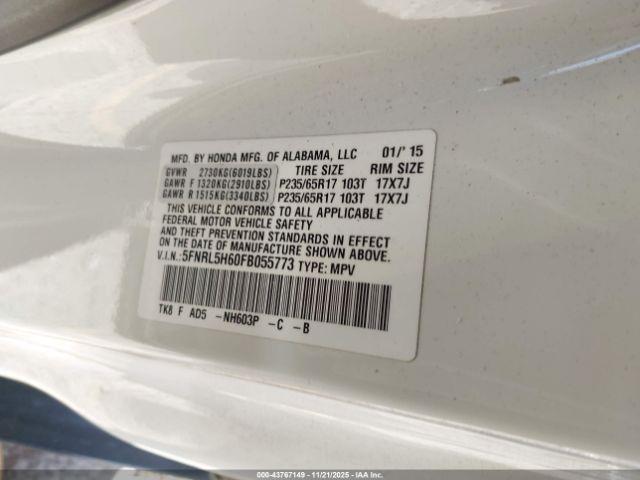 MFD. BY HONDA MFG. OF ALABAMA, LLC 01/' 15
GVWR 2730KG(6019LBS) TIRE SIZE RIM SIZE
GAWR F 1320KG(2910LBS) P235/65R17 103T 17X7J
GAWR R 1515KG(3340LBS) P235/65R17 103T 17X7J
THIS VEHICLE CONFORMS TO ALL APPLICABLE
FEDERAL MOTOR VEHICLE SAFETY
AND THEFT PREVENTION STANDARDS IN EFFECT
ON THE DATE OF MANUFACTURE SHOWN ABOVE.
V.I.N.:5FNRL5H60FB055773 TYPE: MPV
TK8 F AD5 -NH603P -C -B
000-43767149 - 11/21/2025 - IAA Inc.